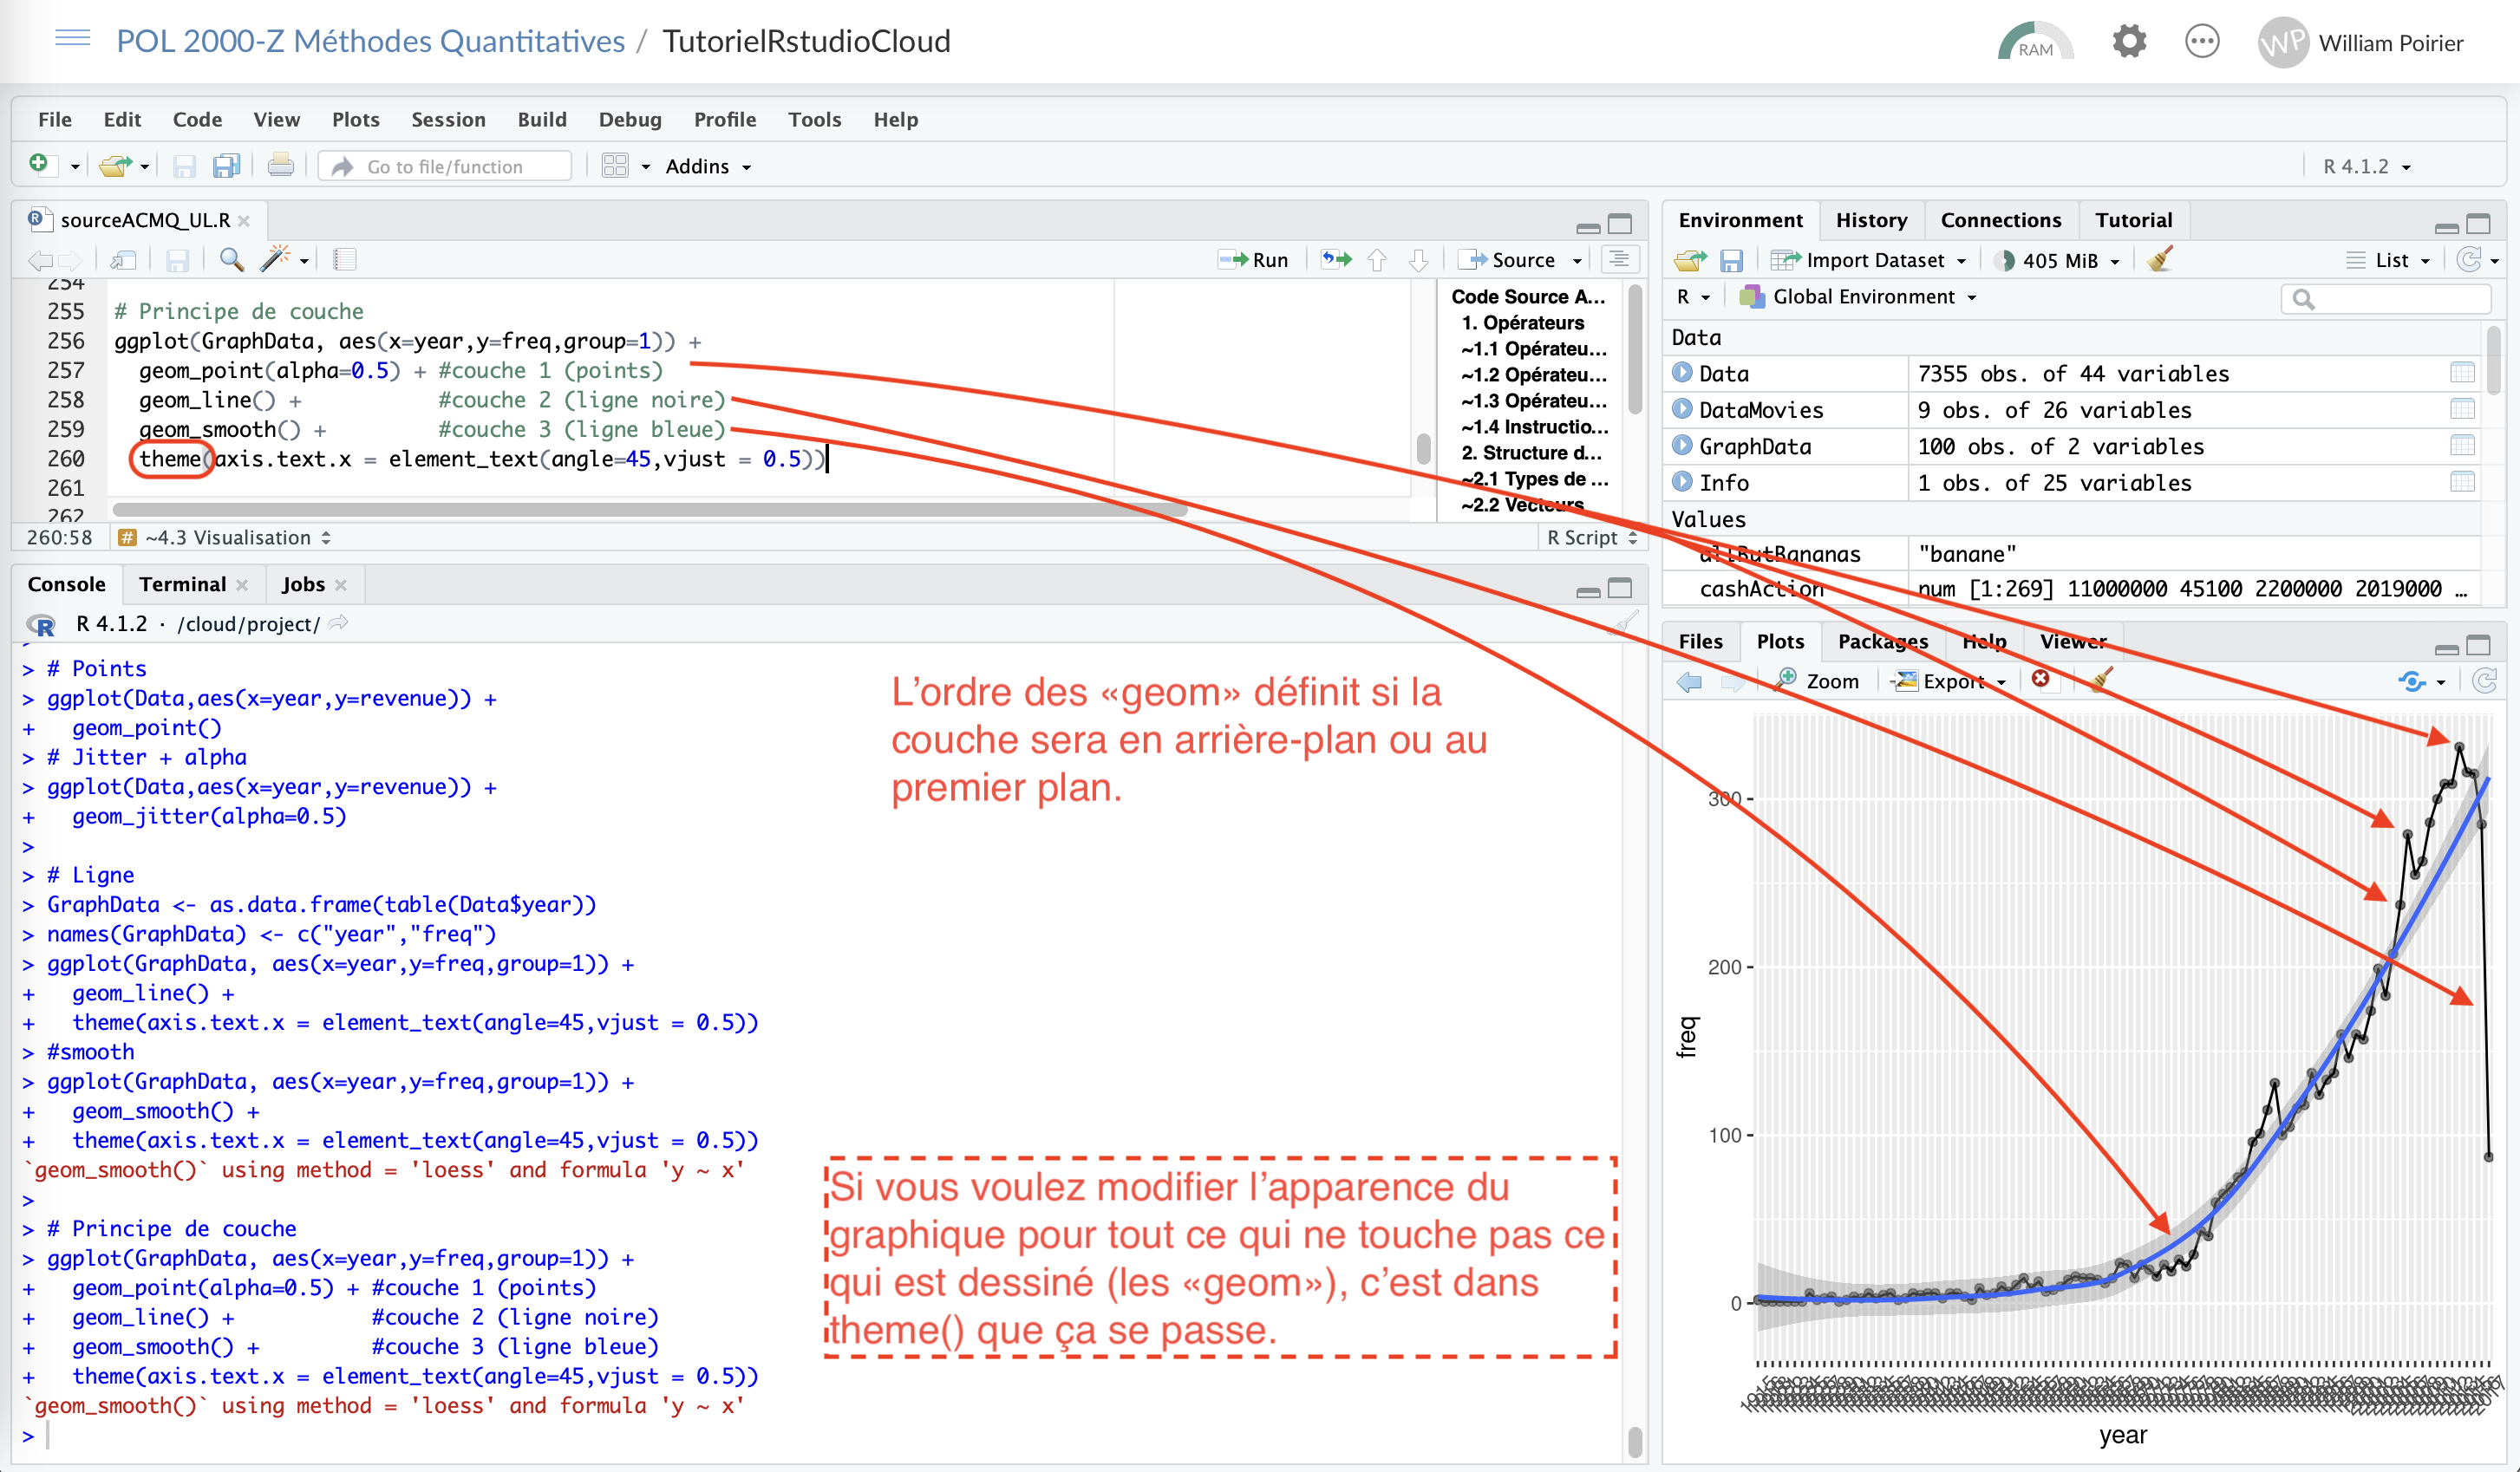 POL 2000-Z Méthodes Quantitatives / TutorielRstudioCloud
RAM
WP William Poirier
File Edit Code View Plots Session Build Debug Profile Tools Help
Go to file/function
Addins
R 4.1.2
sourceACMQ_UL.R
Run
Source
254
255 # Principe de couche
256 ggplot(GraphData, aes(x=year,y=freq,group=1)) +
257 geom_point(alpha=0.5) + #couche 1 (points)
258 geom_line() + #couche 2 (ligne noire)
259 geom_smooth() + #couche 3 (ligne bleue)
260 theme(axis.text.x = element_text(angle=45,vjust = 0.5))
261
262
Code Source A...
1. Opérateurs
~1.1 Opérateu...
~1.2 Opérateu...
~1.3 Opérateu...
~1.4 Instructio...
2. Structure d...
~2.1 Types de ...
~2.2 Vecteurs
260:58 # ~4.3 Visualisation
R Script
Console Terminal Jobs
R 4.1.2 · /cloud/project/
> # Points
> ggplot(Data,aes(x=year,y=revenue)) +
+ geom_point()
> # Jitter + alpha
> ggplot(Data,aes(x=year,y=revenue)) +
+ geom_jitter(alpha=0.5)
>
> # Ligne
> GraphData <- as.data.frame(table(Data$year))
> names(GraphData) <- c("year","freq")
> ggplot(GraphData, aes(x=year,y=freq,group=1)) +
+ geom_line() +
+ theme(axis.text.x = element_text(angle=45,vjust = 0.5))
> #smooth
> ggplot(GraphData, aes(x=year,y=freq,group=1)) +
+ geom_smooth() +
+ theme(axis.text.x = element_text(angle=45,vjust = 0.5))
`geom_smooth()` using method = 'loess' and formula 'y ~ x'
>
> # Principe de couche
> ggplot(GraphData, aes(x=year,y=freq,group=1)) +
+ geom_point(alpha=0.5) + #couche 1 (points)
+ geom_line() + #couche 2 (ligne noire)
+ geom_smooth() + #couche 3 (ligne bleue)
+ theme(axis.text.x = element_text(angle=45,vjust = 0.5))
`geom_smooth()` using method = 'loess' and formula 'y ~ x'
>
L'ordre des «geom» définit si la
couche sera en arrière-plan ou au
premier plan.
Si vous voulez modifier l'apparence du
graphique pour tout ce qui ne touche pas ce
qui est dessiné (les «geom»), c'est dans
theme() que ça se passe.
Environment History Connections Tutorial
Import Dataset
405 MiB
List
R
Global Environment
Data
Data 7355 obs. of 44 variables
DataMovies 9 obs. of 26 variables
GraphData 100 obs. of 2 variables
Info 1 obs. of 25 variables
Values
allButBananas "banane"
cashAction num [1:269] 11000000 45100 2200000 2019000 ...
Files Plots Packages Help Viewer
Zoom
Export
300
200
100
0
freq
year